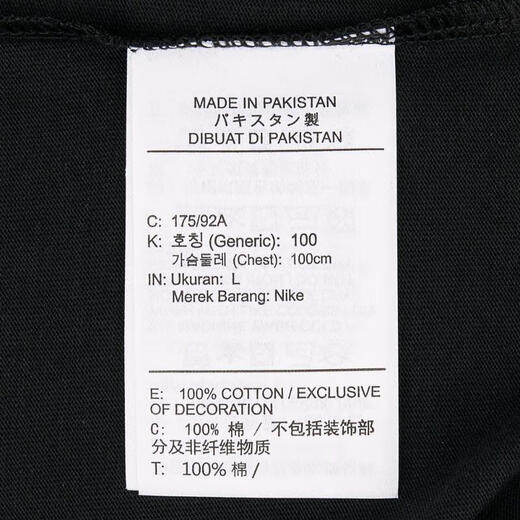 MADE IN PAKISTAN
パキスタン製
DIBUAT DI PAKISTAN
C: 175/92A
K: 호칭 (Generic): 100
가슴둘레 (Chest): 100cm
IN: Ukuran: L
Merek Barang: Nike
E: 100% COTTON / EXCLUSIVE
OF DECORATION
C: 100% 棉 / 不包括装饰部
分及非纤维物质
T: 100% 棉 /